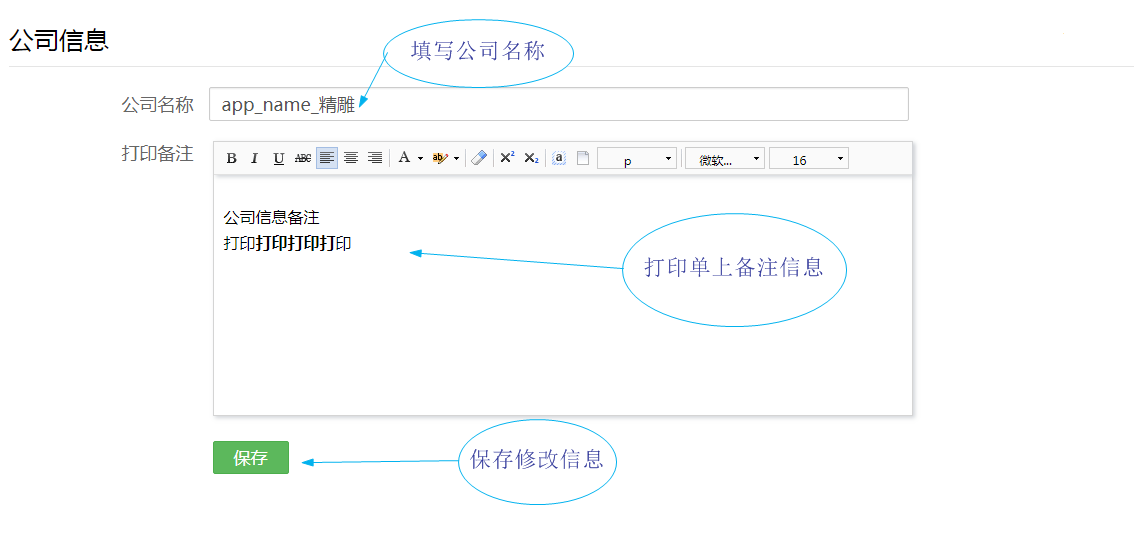 公司信息
填写公司名称
公司名称 app_name_精雕
打印备注
B I U ABC A ab X² X₂ a p 微软... 16
公司信息备注
打印打印打印打印
打印单上备注信息
保存
保存修改信息